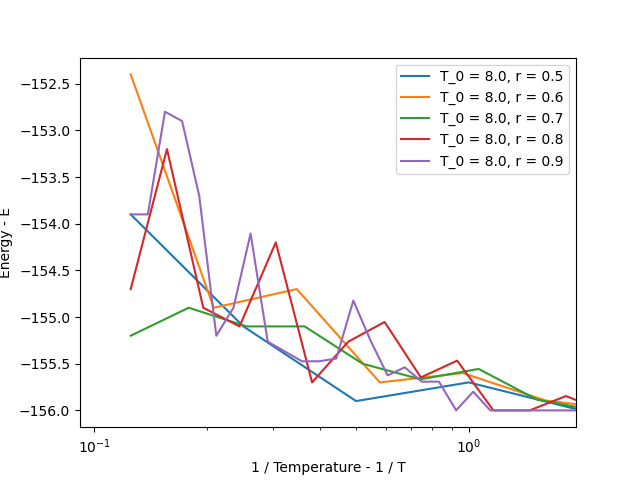 T_0 = 8.0, r = 0.5
T_0 = 8.0, r = 0.6
T_0 = 8.0, r = 0.7
T_0 = 8.0, r = 0.8
T_0 = 8.0, r = 0.9
−152.5
−153.0
−153.5
−154.0
−154.5
−155.0
−155.5
−156.0
Energy - E
10⁻¹
10⁰
1 / Temperature - 1 / T